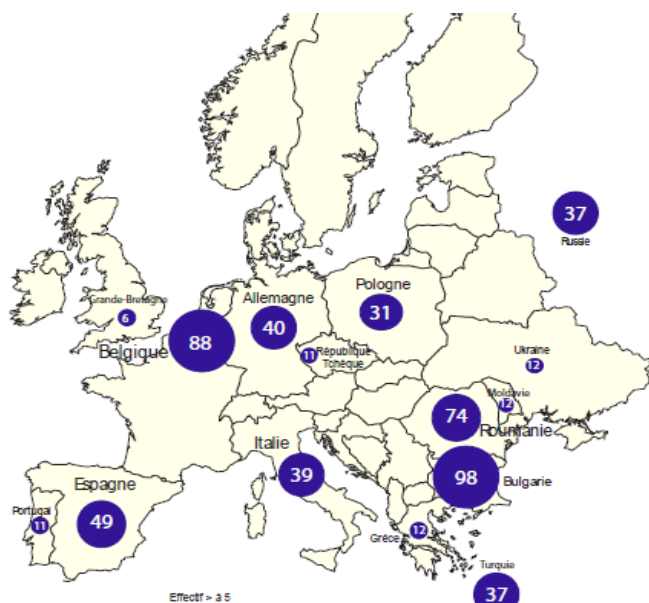 37
Russie
Grande-Bretagne
6
Allemagne
40
Pologne
31
Belgique
88
11
République
Tchèque
Ukraine
12
Moldavie
12
74
Roumanie
Italie
39
98
Bulgarie
Espagne
49
Portugal
11
12
Grèce
Turquie
37
Effectif > à 5